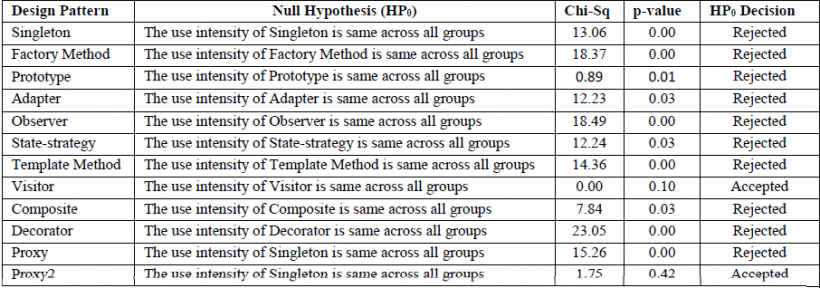 Design Pattern Null Hypothesis (HP₀) Chi-Sq p-value HP₀ Decision
Singleton The use intensity of Singleton is same across all groups 13.06 0.00 Rejected
Factory Method The use intensity of Factory Method is same across all groups 18.37 0.00 Rejected
Prototype The use intensity of Prototype is same across all groups 0.89 0.01 Rejected
Adapter The use intensity of Adapter is same across all groups 12.23 0.03 Rejected
Observer The use intensity of Observer is same across all groups 18.49 0.00 Rejected
State-strategy The use intensity of State-strategy is same across all groups 12.24 0.03 Rejected
Template Method The use intensity of Template Method is same across all groups 14.36 0.00 Rejected
Visitor The use intensity of Visitor is same across all groups 0.00 0.10 Accepted
Composite The use intensity of Composite is same across all groups 7.84 0.03 Rejected
Decorator The use intensity of Decorator is same across all groups 23.05 0.00 Rejected
Proxy The use intensity of Singleton is same across all groups 15.26 0.00 Rejected
Proxy2 The use intensity of Singleton is same across all groups 1.75 0.42 Accepted